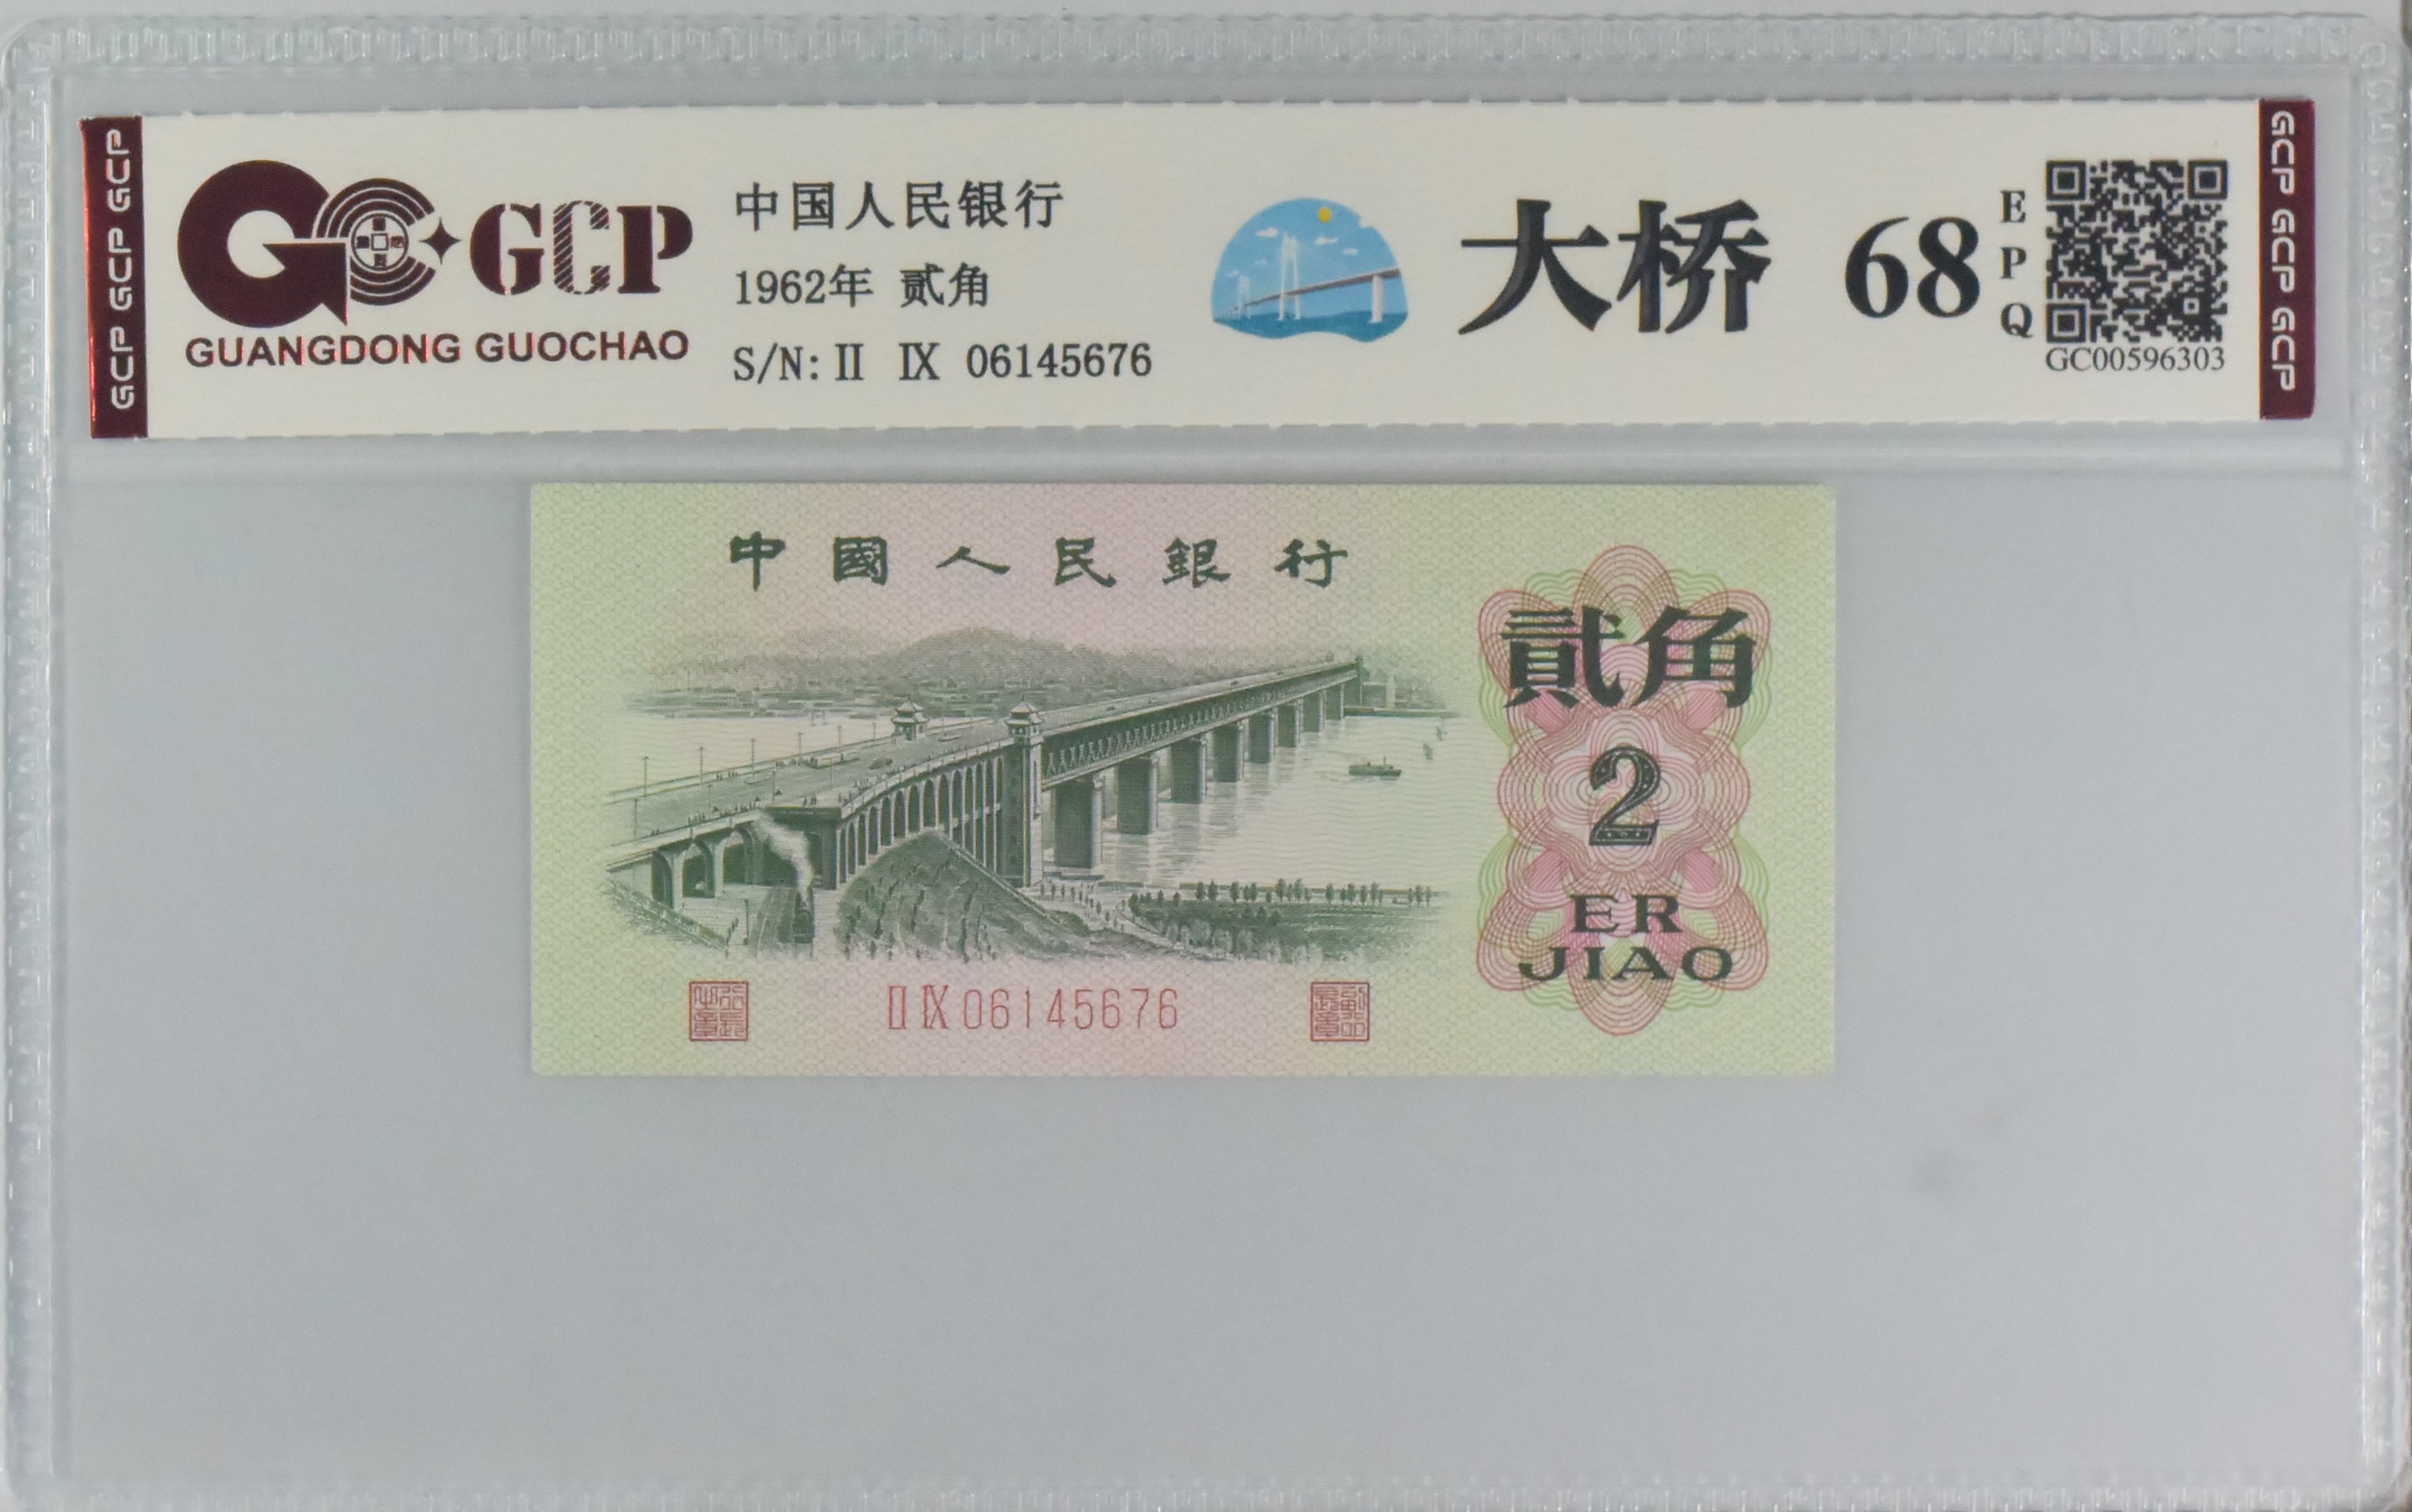 GCP GCP GCP
GCP
GUANGDONG GUOCHAO
中国人民银行
1962年 贰角
S/N: II IX 06145676
大桥
68
EPQ
GC00596303
GCP GCP GCP
中國人民銀行
貳角
2
ER
JIAO
II IX 06145676